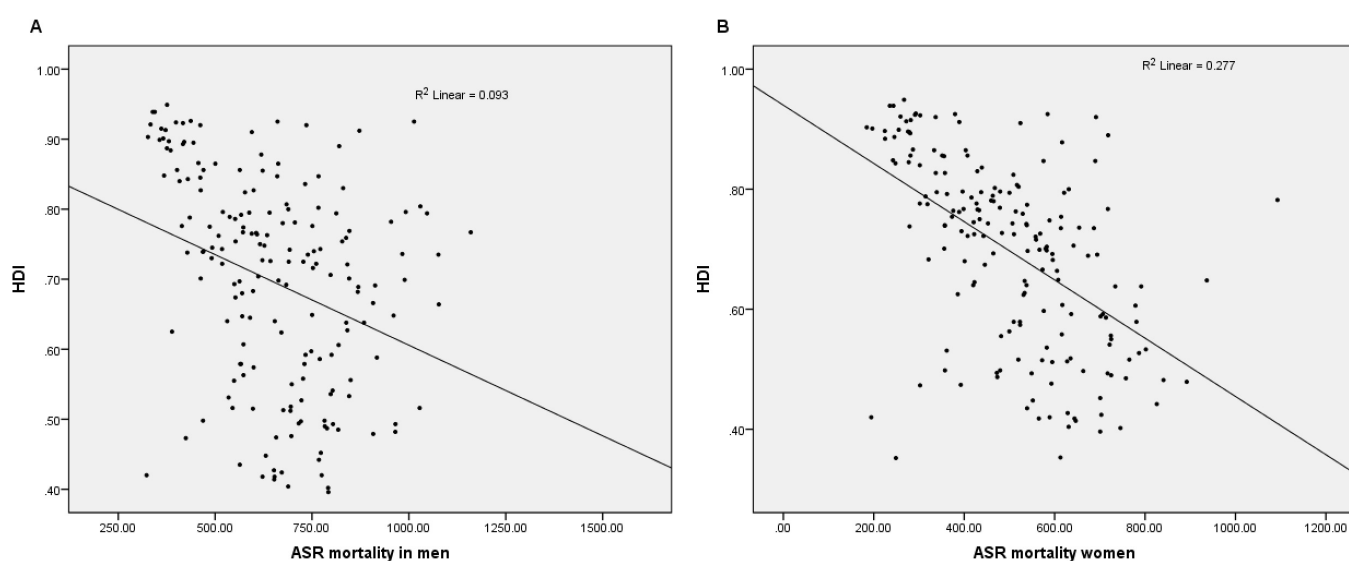 A
B
R2 Linear = 0.093
R2 Linear = 0.277
HDI
1.00
.90
.80
.70
.60
.50
.40
250.00 500.00 750.00 1000.00 1250.00 1500.00
ASR mortality in men
HDI
1.00
.80
.60
.40
.00 200.00 400.00 600.00 800.00 1000.00 1200.00
ASR mortality women